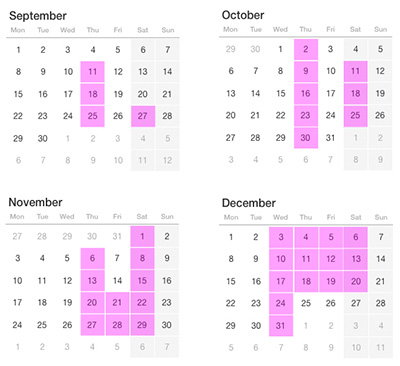 September
Mon Tue Wed Thu Fri Sat Sun
1 2 3 4 5 6 7
8 9 10 11 12 13 14
15 16 17 18 19 20 21
22 23 24 25 26 27 28
29 30 1 2 3 4 5
6 7 8 9 10 11 12
October
Mon Tue Wed Thu Fri Sat Sun
29 30 1 2 3 4 5
6 7 8 9 10 11 12
13 14 15 16 17 18 19
20 21 22 23 24 25 26
27 28 29 30 31 1 2
3 4 5 6 7 8 9
November
Mon Tue Wed Thu Fri Sat Sun
27 28 29 30 31 1 2
3 4 5 6 7 8 9
10 11 12 13 14 15 16
17 18 19 20 21 22 23
24 25 26 27 28 29 30
1 2 3 4 5 6 7
December
Mon Tue Wed Thu Fri Sat Sun
1 2 3 4 5 6 7
8 9 10 11 12 13 14
15 16 17 18 19 20 21
22 23 24 25 26 27 28
29 30 31 1 2 3 4
5 6 7 8 9 10 11